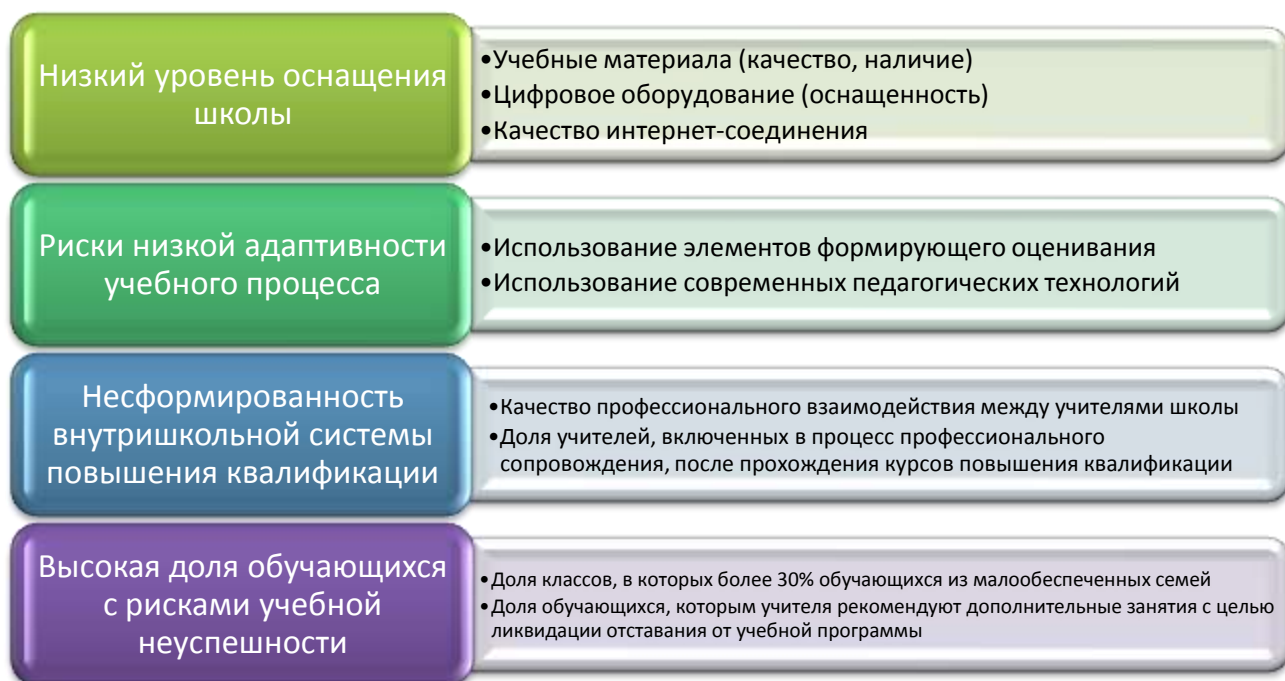 Низкий уровень оснащения
школы
•Учебные материала (качество, наличие)
•Цифровое оборудование (оснащенность)
•Качество интернет-соединения
Риски низкой адаптивности
учебного процесса
•Использование элементов формирующего оценивания
•Использование современных педагогических технологий
Несформированность
внутришкольной системы
повышения квалификации
•Качество профессионального взаимодействия между учителями школы
•Доля учителей, включенных в процесс профессионального
сопровождения, после прохождения курсов повышения квалификации
Высокая доля обучающихся
с рисками учебной
неуспешности
•Доля классов, в которых более 30% обучающихся из малообеспеченных семей
•Доля обучающихся, которым учителя рекомендуют дополнительные занятия с целью
ликвидации отставания от учебной программы